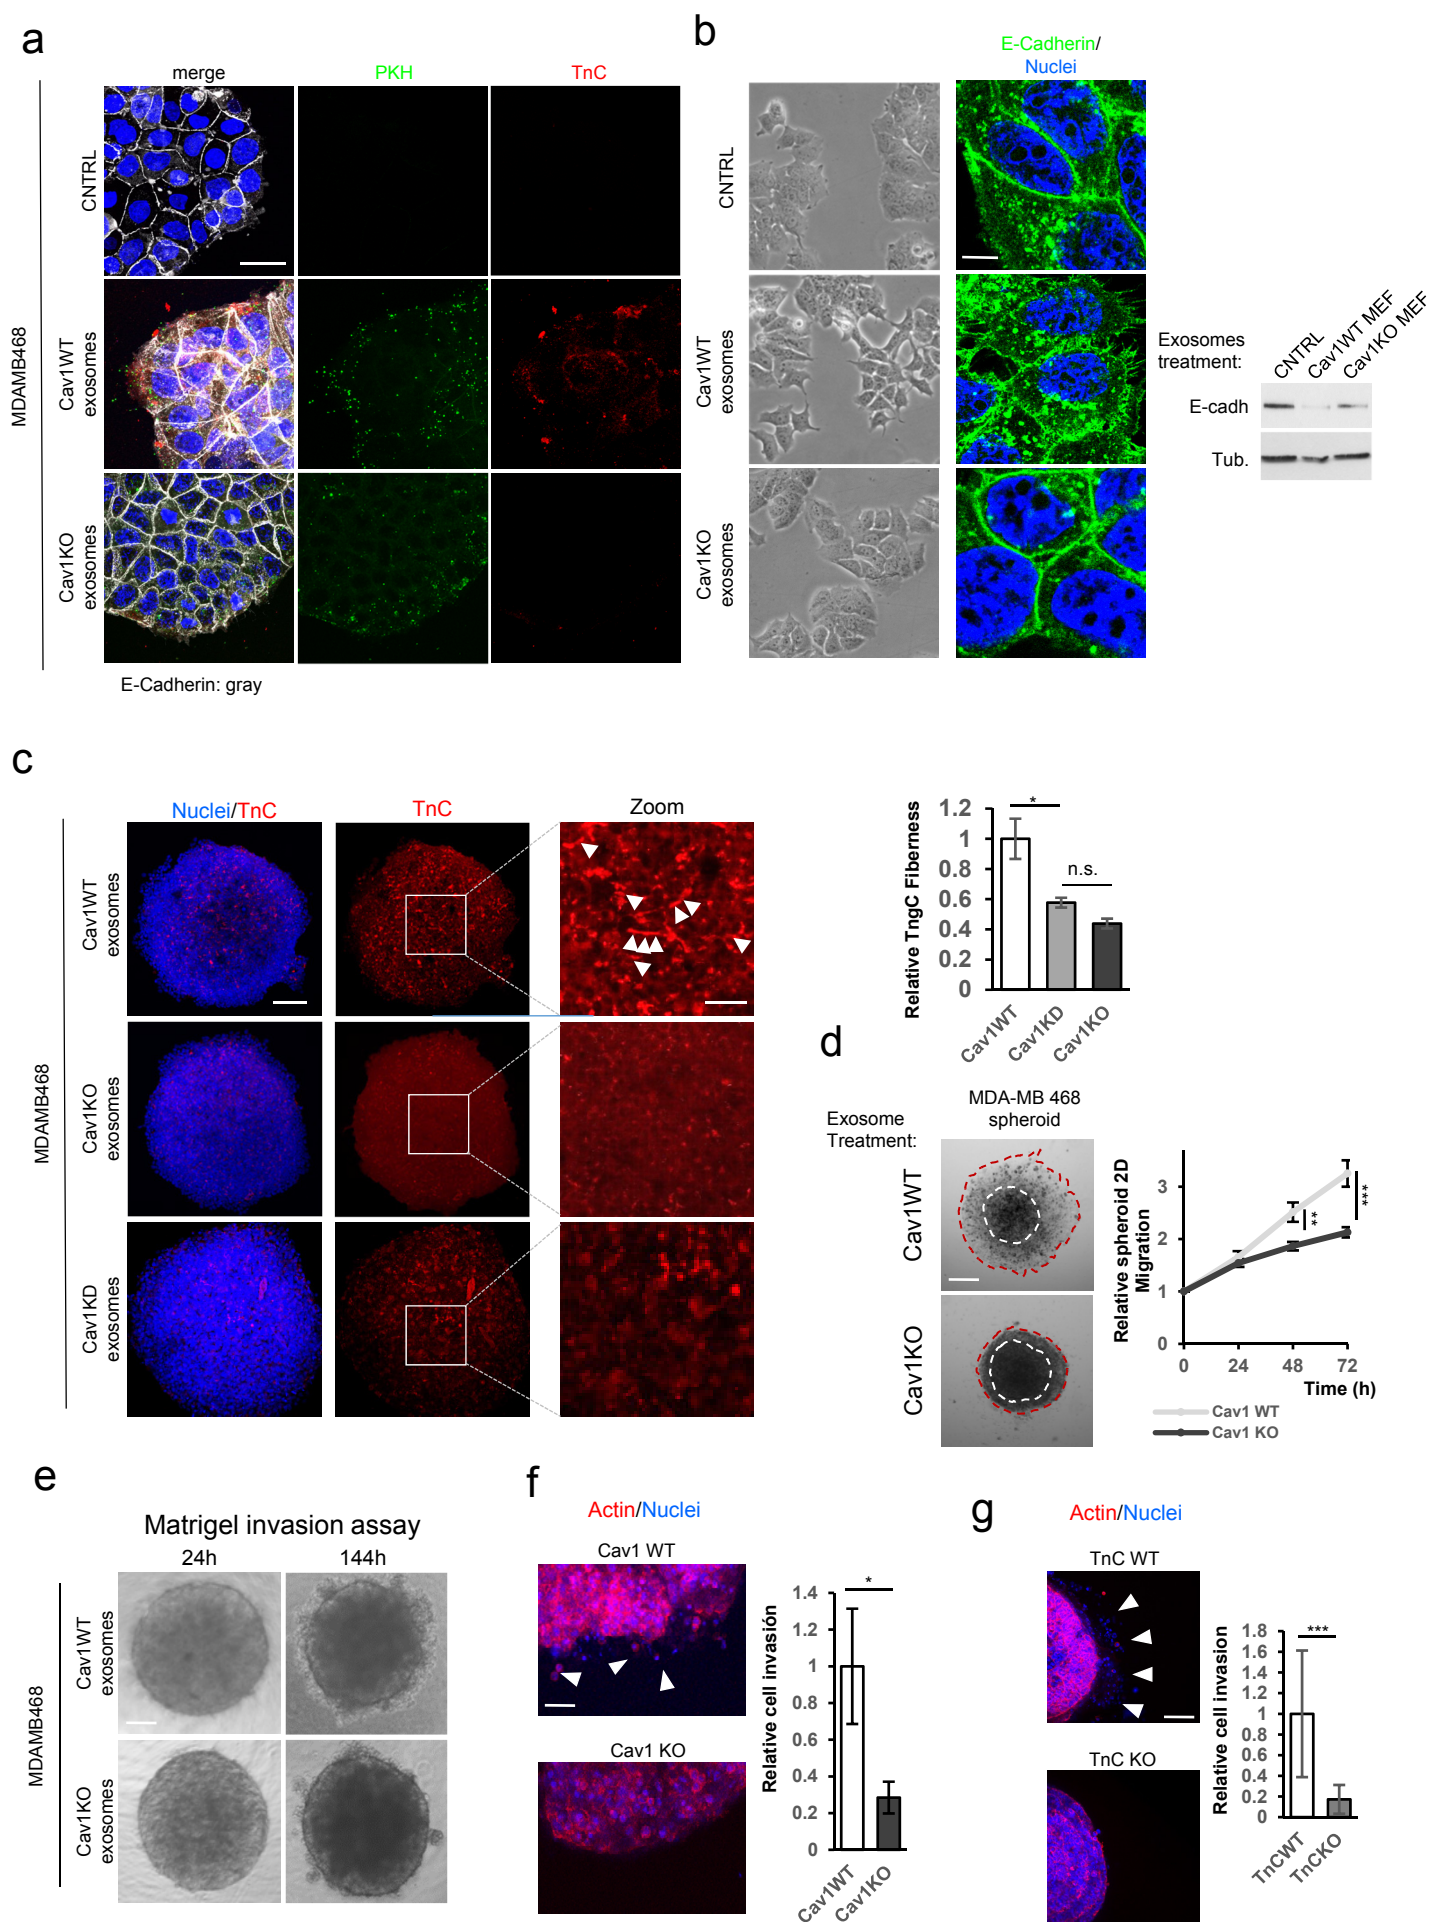 a
merge
PKH
TnC
MDAMB468
CNTRL
Cav1WT
exosomes
Cav1KO
exosomes
E-Cadherin: gray
b
E-Cadherin/
Nuclei
CNTRL
Cav1WT
exosomes
Cav1KO
exosomes
Exosomes
treatment:
CNTRL
Cav1WT MEF
Cav1KO MEF
E-cadh
Tub.
c
Nuclei/TnC
TnC
Zoom
MDAMB468
Cav1WT
exosomes
Cav1KO
exosomes
Cav1KD
exosomes
Relative TngC Fiberness
1.2
1
0.8
0.6
0.4
0.2
0
*
n.s.
Cav1WT
Cav1KD
Cav1KO
d
Exosome
Treatment:
MDA-MB 468
spheroid
Cav1WT
Cav1KO
Relative spheroid 2D
Migration
3
2
1
0
0
24
48
72
**
***
Time (h)
Cav1 WT
Cav1 KO
e
Matrigel invasion assay
24h
144h
MDAMB468
Cav1WT
exosomes
Cav1KO
exosomes
f
Actin/Nuclei
Cav1 WT
Cav1 KO
Relative cell invasión
1.4
1.2
1
0.8
0.6
0.4
0.2
0
*
Cav1WT
Cav1KO
g
Actin/Nuclei
TnC WT
TnC KO
Relative cell invasion
1.8
1.6
1.4
1.2
1
0.8
0.6
0.4
0.2
0
***
TnCWT
TnCKO